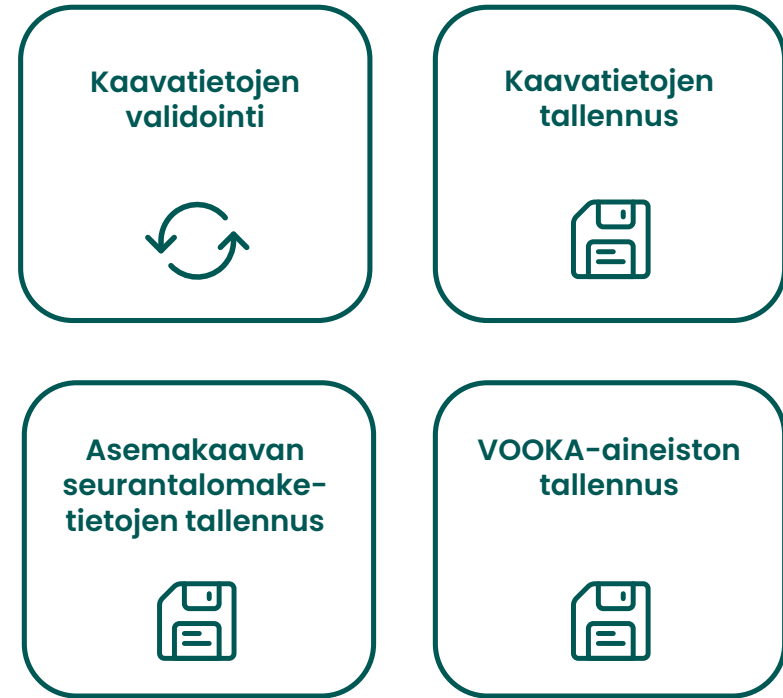 Kaavatietojen
validointi
Kaavatietojen
tallennus
Asemakaavan
seurantalomake-
tietojen tallennus
VOOKA-aineiston
tallennus